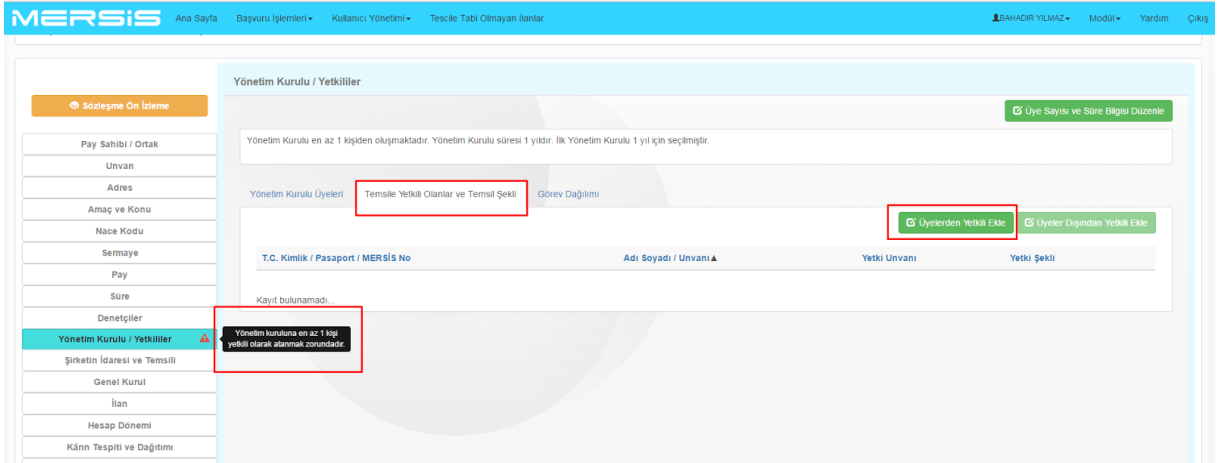 MERSİS Ana Sayfa Başvuru İşlemleri Kullanıcı Yönetimi Tescile Tabi Olmayan İlanlar BAHADIR YILMAZ Modül Yardım Çıkış
Yönetim Kurulu / Yetkililer
Sözleşme Ön İzleme
Üye Sayısı ve Süre Bilgisi Düzenle
Yönetim Kurulu en az 1 kişiden oluşmaktadır. Yönetim Kurulu süresi 1 yıldır. İlk Yönetim Kurulu 1 yıl için seçilmiştir.
Pay Sahibi / Ortak
Unvan
Adres
Amaç ve Konu
Nace Kodu
Sermaye
Pay
Süre
Denetçiler
Yönetim Kurulu / Yetkililer
Şirketin İdaresi ve Temsili
Genel Kurul
İlan
Hesap Dönemi
Kârın Tespiti ve Dağıtımı
Yönetim Kurulu Üyeleri Temsile Yetkili Olanlar ve Temsil Şekli Görev Dağılımı
Üyelerden Yetkili Ekle Üyeler Dışından Yetkili Ekle
T.C. Kimlik / Pasaport / MERSİS No Adı Soyadı / Unvanı▲ Yetki Unvanı Yetki Şekli
Kayıt bulunamadı...
Yönetim kuruluna en az 1 kişi
yetkili olarak atanmak zorundadır.